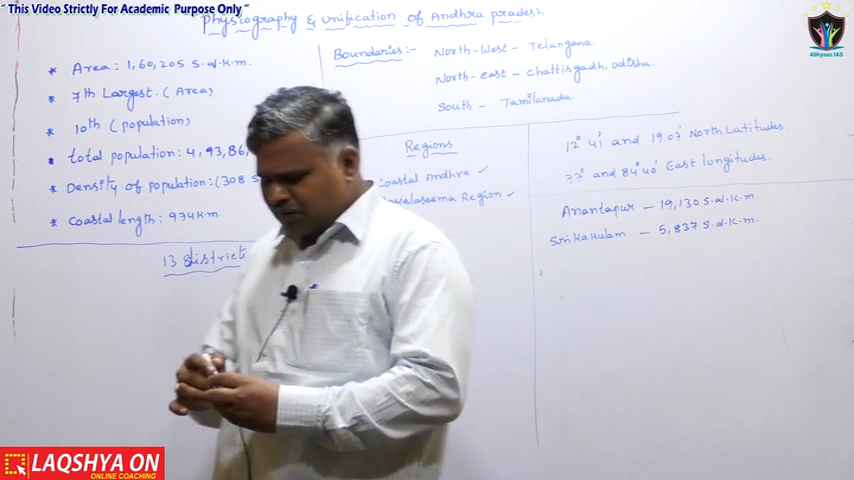 " This Video Strictly For Academic Purpose Only "
Physiography & unification of Andhra pradesh
* Area: 1,60,205 S.q.k.m.
* 7th Largest. (Area)
* 10th (population)
* total population: 4,93,86,
* Density of population: (308 S
* Coastal length: 974k.m
13 districts
Boundaries:-
North-West - Telangana.
North-east - chattisgadh, odisha.
South - Tamilanadu
Regions
Coastal Andhra ✓
yalaseema Region ✓
12° 41' and 19.07' North Latitudes.
77° and 84° 40' East longitudes.
Anantapur - 19,130 S.q.k.m.
Srikakulam - 5,837 S.q.k.m.
Abhyaas IAS
LAQSHYA ON
ONLINE COACHING